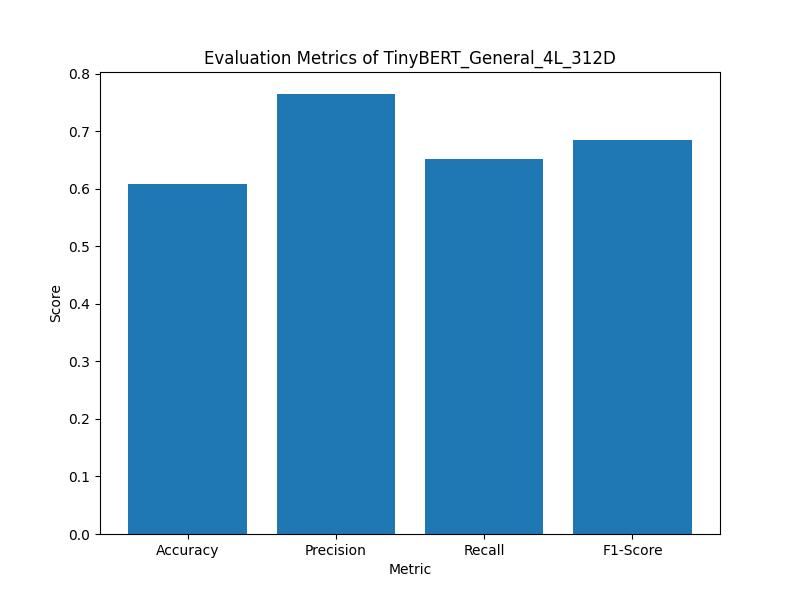 Evaluation Metrics of TinyBERT_General_4L_312D
0.8
0.7
0.6
0.5
0.4
0.3
0.2
0.1
0.0
Score
Accuracy Precision Recall F1-Score
Metric